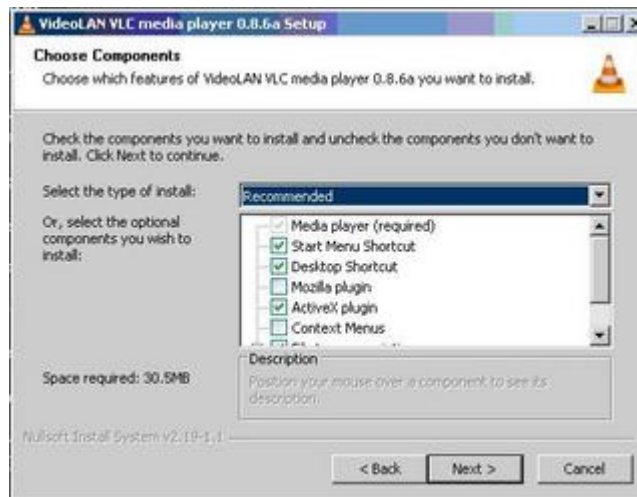 VideoLAN VLC media player 0.8.6a Setup
Choose Components
Choose which features of VideoLAN VLC media player 0.8.6a you want to install.
Check the components you want to install and uncheck the components you don't want to
install. Click Next to continue.
Select the type of install:
Recommended
Or, select the optional
components you wish to
install:
Media player (required)
Start Menu Shortcut
Desktop Shortcut
Mozilla plugin
ActiveX plugin
Context Menus
Space required: 30.5MB
Description
Position your mouse over a component to see its
description.
Nullsoft Install System v2.19-1.1
< Back
Next >
Cancel